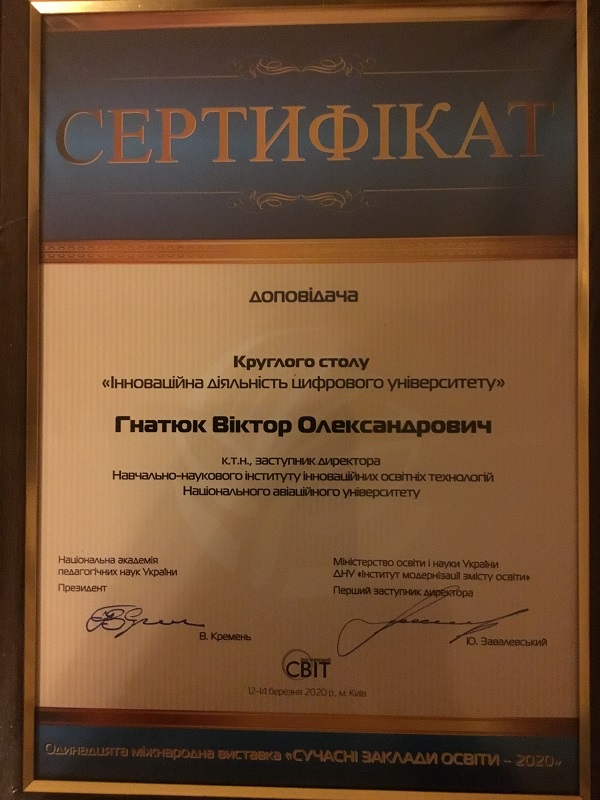 СЕРТИФІКАТ
доповідача
Круглого столу
«Інноваційна діяльність цифрового університету»
Гнатюк Віктор Олександрович
к.т.н., заступник директора
Навчально-наукового інституту інноваційних освітніх технологій
Національного авіаційного університету
Національна академія
педагогічних наук України
Президент
В. Кремень
Міністерство освіти і науки України
ДНУ «Інститут модернізації змісту освіти»
Перший заступник директора
Ю. Завалевський
СВІТ
12-14 березня 2020 р., м. Київ
Одинадцята міжнародна виставка «СУЧАСНІ ЗАКЛАДИ ОСВІТИ – 2020»